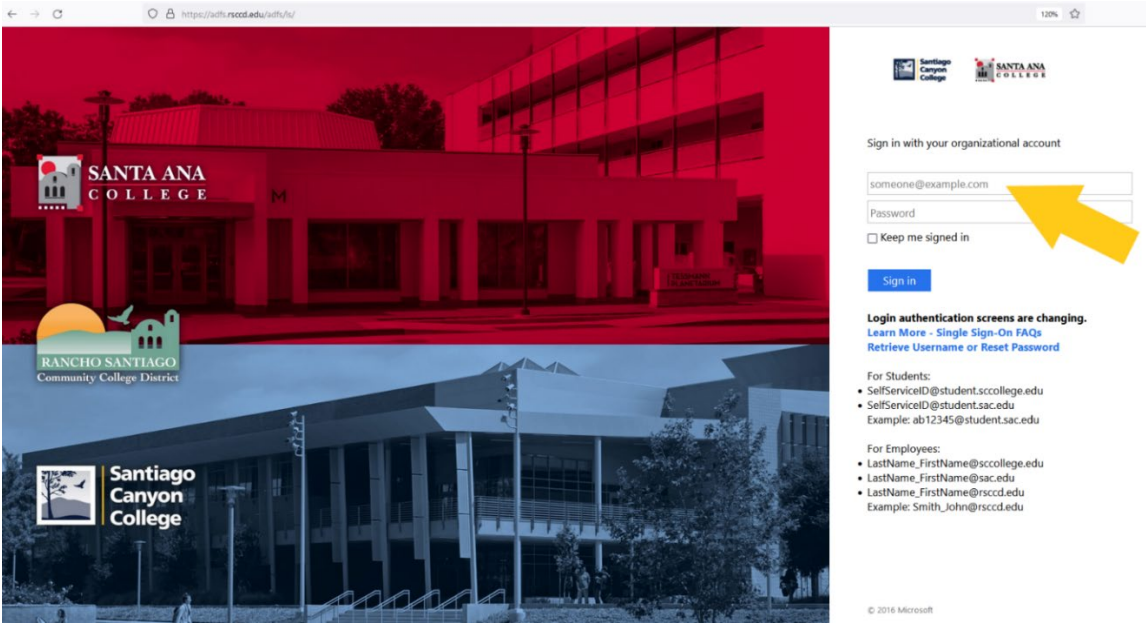 https://adfs.rsccd.edu/adfs/ls/
120%
SANTA ANA
COLLEGE
M
TESSMANN
PLANETARIUM
RANCHO SANTIAGO
Community College District
Santiago
Canyon
College
Santiago
Canyon
College
SANTA ANA
COLLEGE
Sign in with your organizational account
someone@example.com
Password
Keep me signed in
Sign in
Login authentication screens are changing.
Learn More - Single Sign-On FAQs
Retrieve Username or Reset Password
For Students:
• SelfServiceID@student.sccollege.edu
• SelfServiceID@student.sac.edu
Example: ab12345@student.sac.edu
For Employees:
• LastName_FirstName@sccollege.edu
• LastName_FirstName@sac.edu
• LastName_FirstName@rsccd.edu
Example: Smith_John@rsccd.edu
© 2016 Microsoft